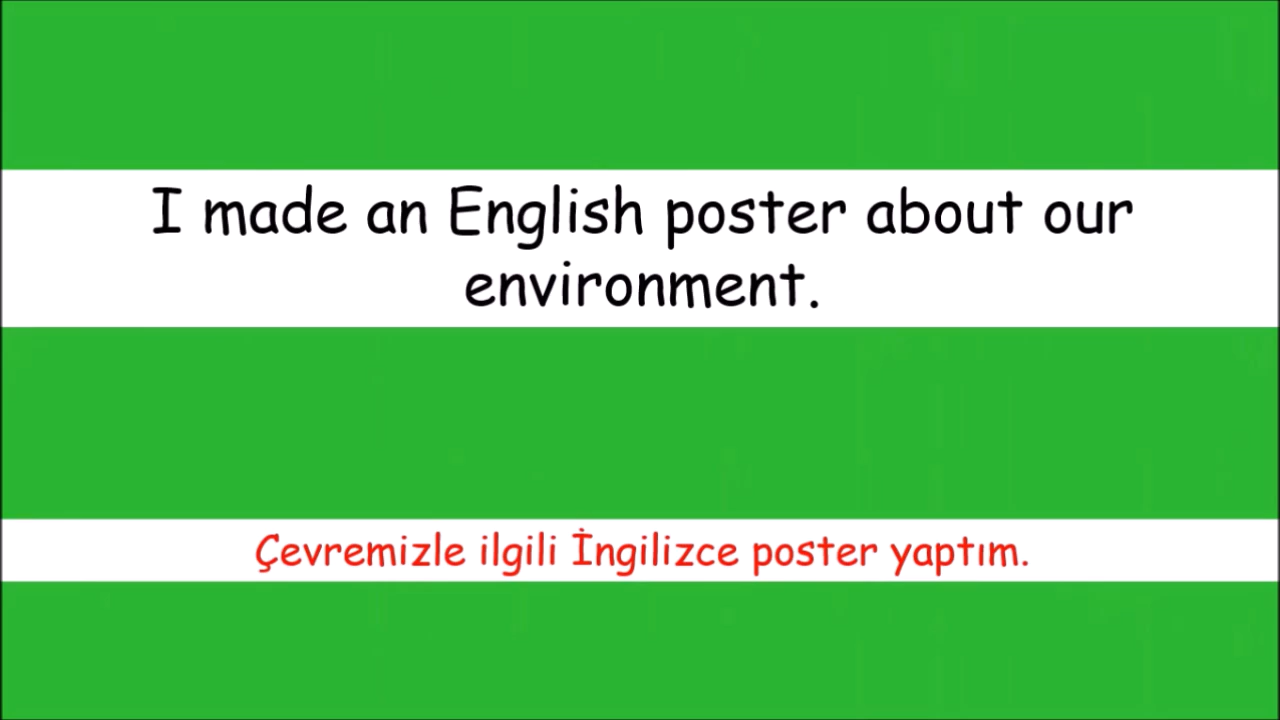 I made an English poster about our
environment.
Çevremizle ilgili İngilizce poster yaptım.